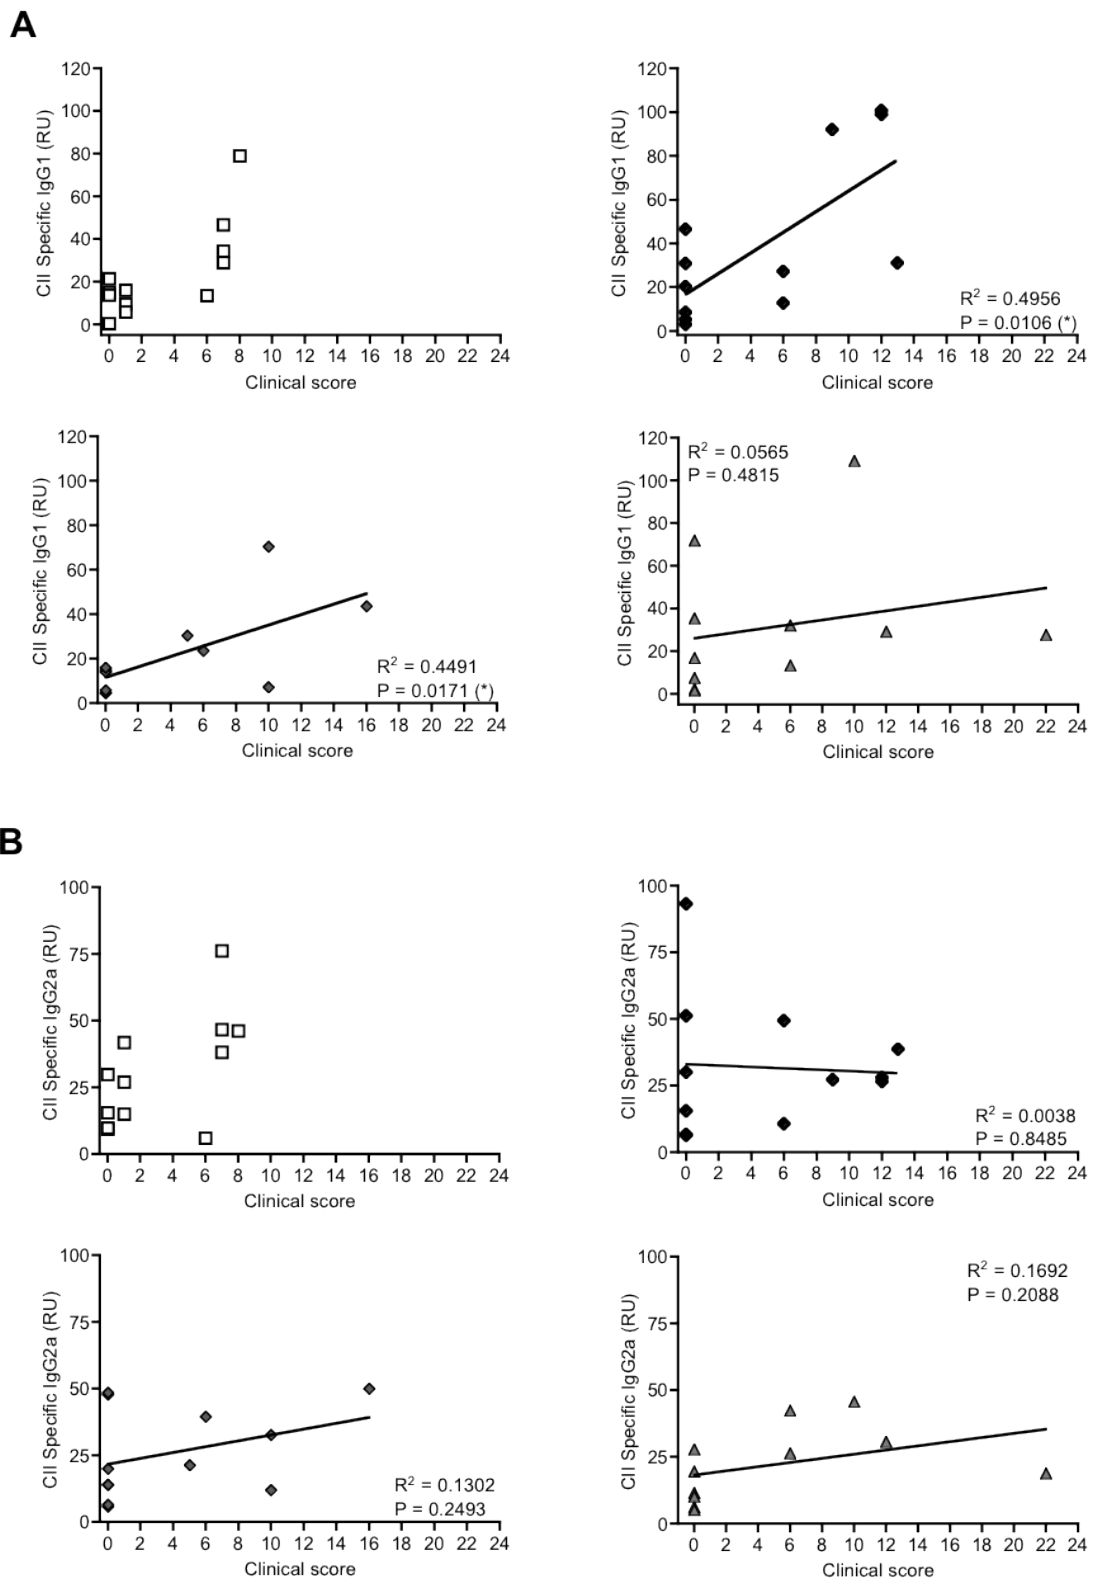 A
120
100
80
60
40
20
0
CII Specific IgG1 (RU)
0 2 4 6 8 10 12 14 16 18 20 22 24
Clinical score
120
100
80
60
40
20
0
CII Specific IgG1 (RU)
R² = 0.4956
P = 0.0106 (*)
0 2 4 6 8 10 12 14 16 18 20 22 24
Clinical score
120
100
80
60
40
20
0
CII Specific IgG1 (RU)
R² = 0.4491
P = 0.0171 (*)
0 2 4 6 8 10 12 14 16 18 20 22 24
Clinical score
120
100
80
60
40
20
0
CII Specific IgG1 (RU)
R² = 0.0565
P = 0.4815
0 2 4 6 8 10 12 14 16 18 20 22 24
Clinical score
B
100
75
50
25
0
CII Specific IgG2a (RU)
0 2 4 6 8 10 12 14 16 18 20 22 24
Clinical score
100
75
50
25
0
CII Specific IgG2a (RU)
R² = 0.0038
P = 0.8485
0 2 4 6 8 10 12 14 16 18 20 22 24
Clinical score
100
75
50
25
0
CII Specific IgG2a (RU)
R² = 0.1302
P = 0.2493
0 2 4 6 8 10 12 14 16 18 20 22 24
Clinical score
100
75
50
25
0
CII Specific IgG2a (RU)
R² = 0.1692
P = 0.2088
0 2 4 6 8 10 12 14 16 18 20 22 24
Clinical score